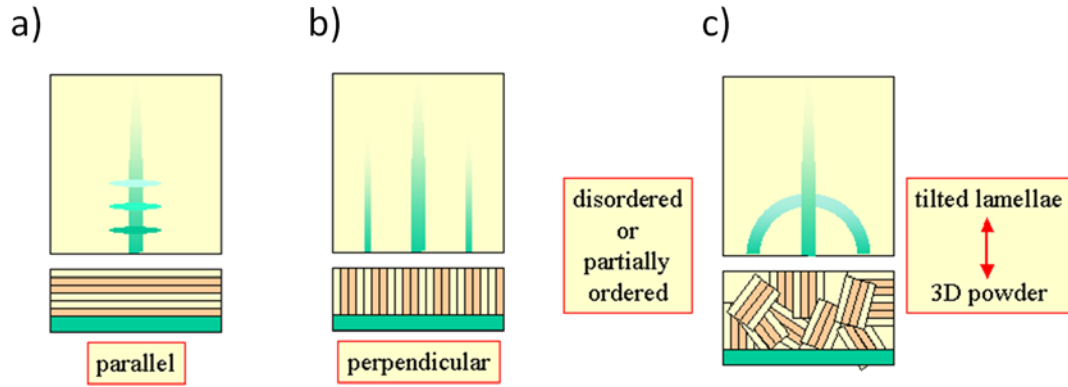 a)
b)
c)
parallel
perpendicular
disordered
or
partially
ordered
tilted lamellae
3D powder